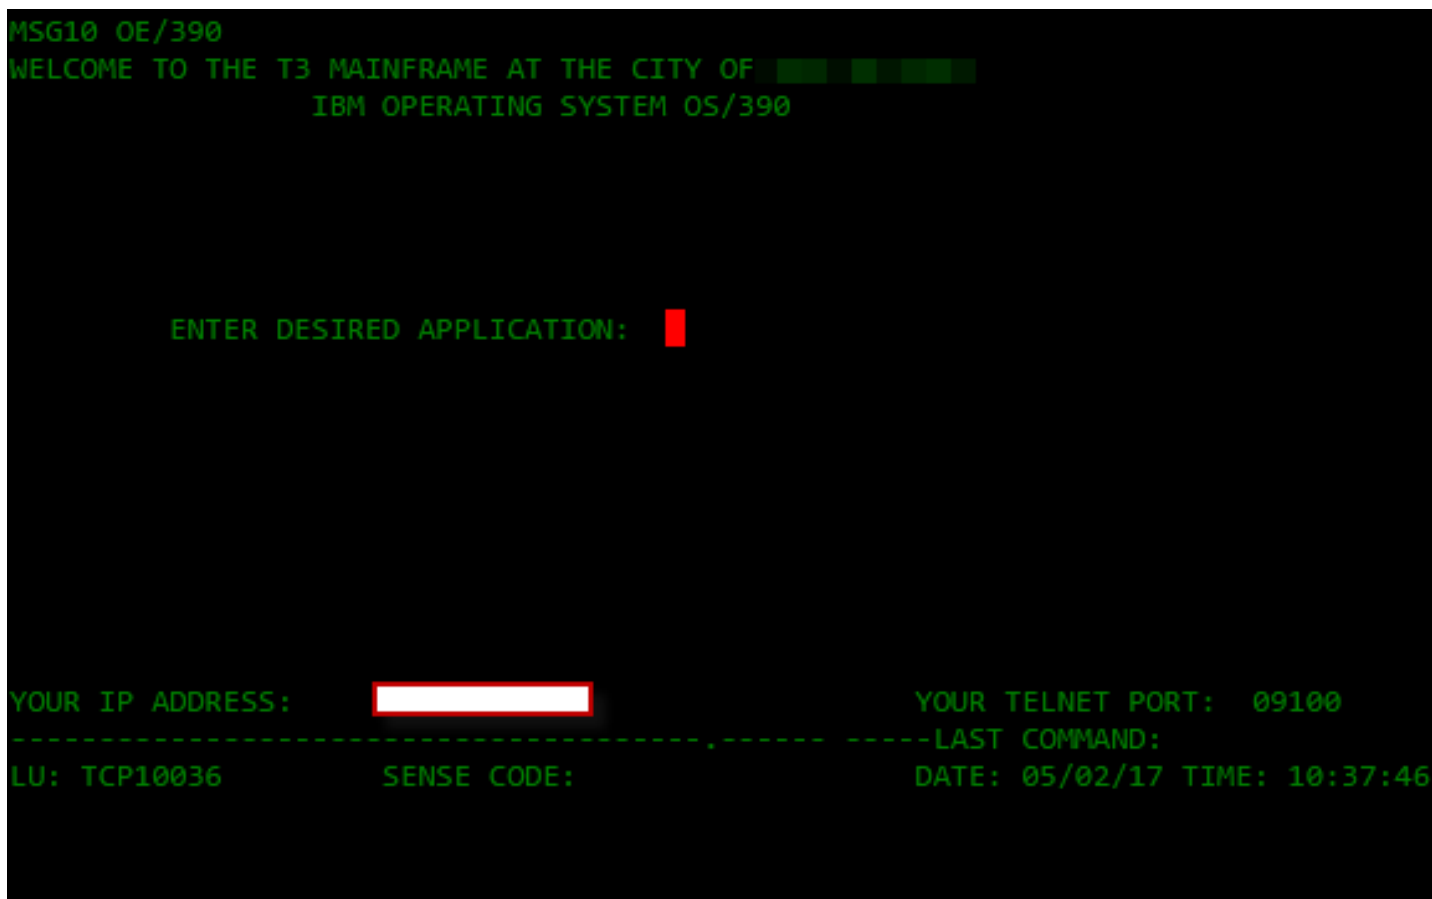 MSG10 OE/390
WELCOME TO THE T3 MAINFRAME AT THE CITY OF
IBM OPERATING SYSTEM OS/390
ENTER DESIRED APPLICATION:
YOUR IP ADDRESS: YOUR TELNET PORT: 09100
---------------------------------------.------ -----LAST COMMAND:
LU: TCP10036 SENSE CODE: DATE: 05/02/17 TIME: 10:37:46